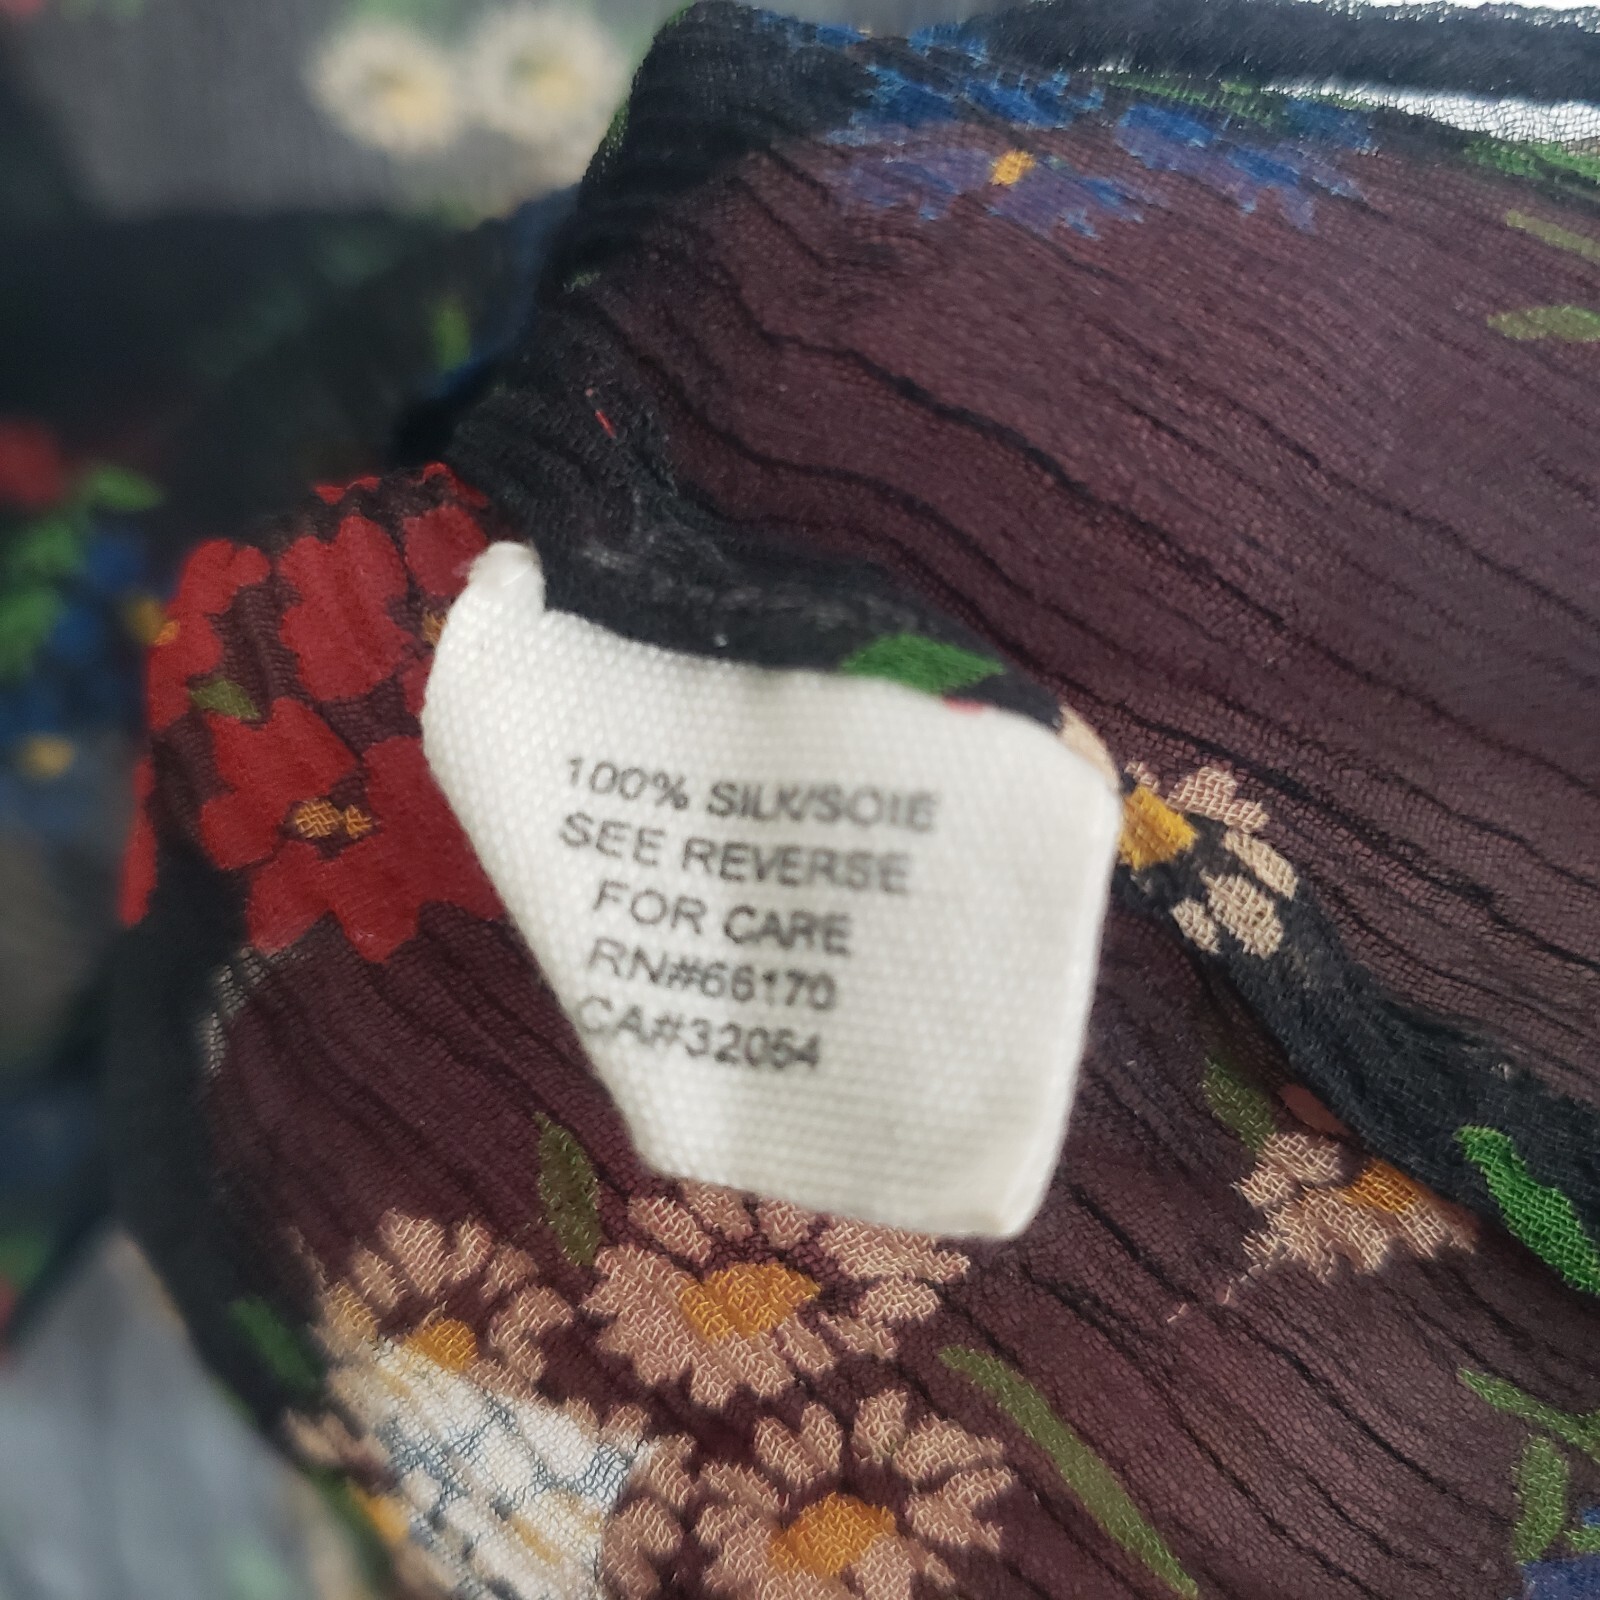 100% SILK/SOIE
SEE REVERSE
FOR CARE
RN#66170
CA#32054